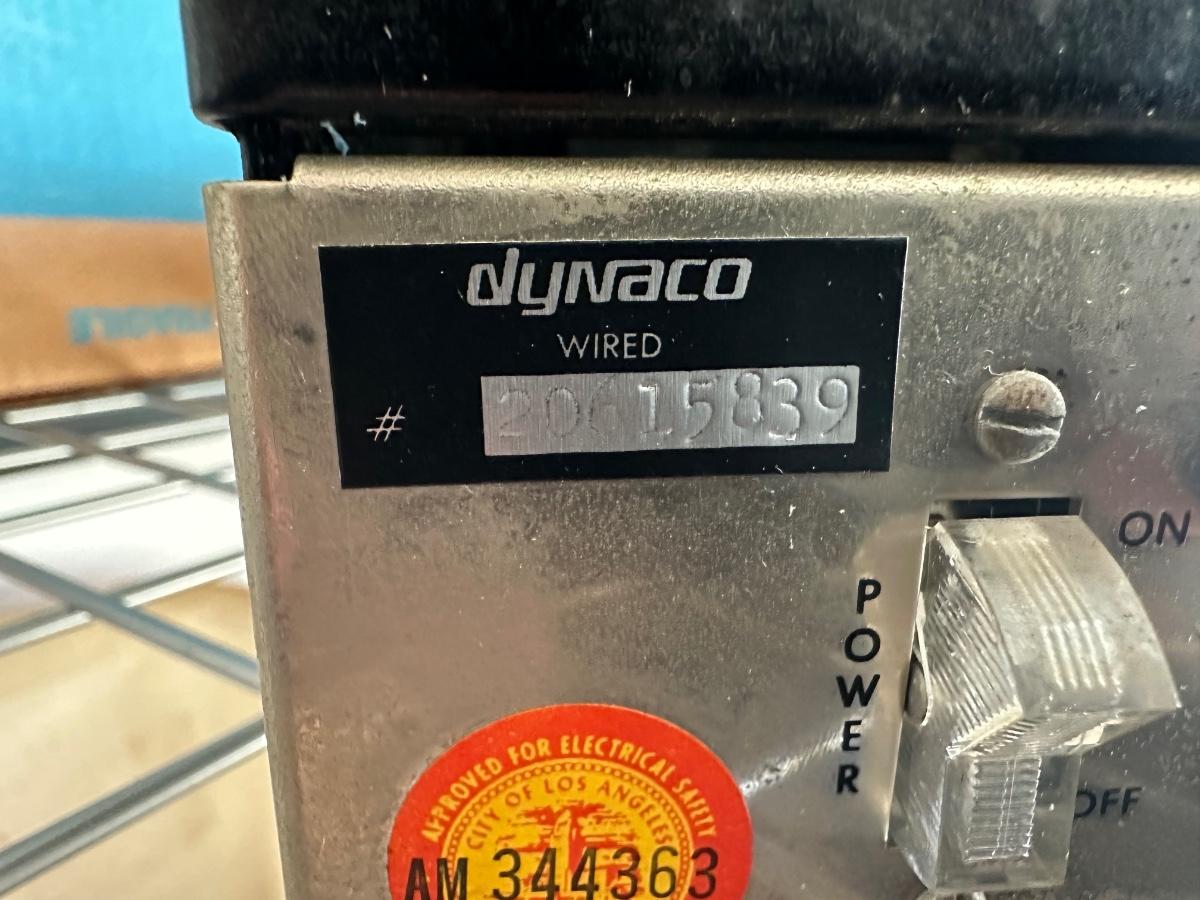 dynaco
WIRED
# 20615839
ON
POWER
OFF
APPROVED FOR ELECTRICAL SAFETY
CITY OF LOS ANGELES
AM 344363